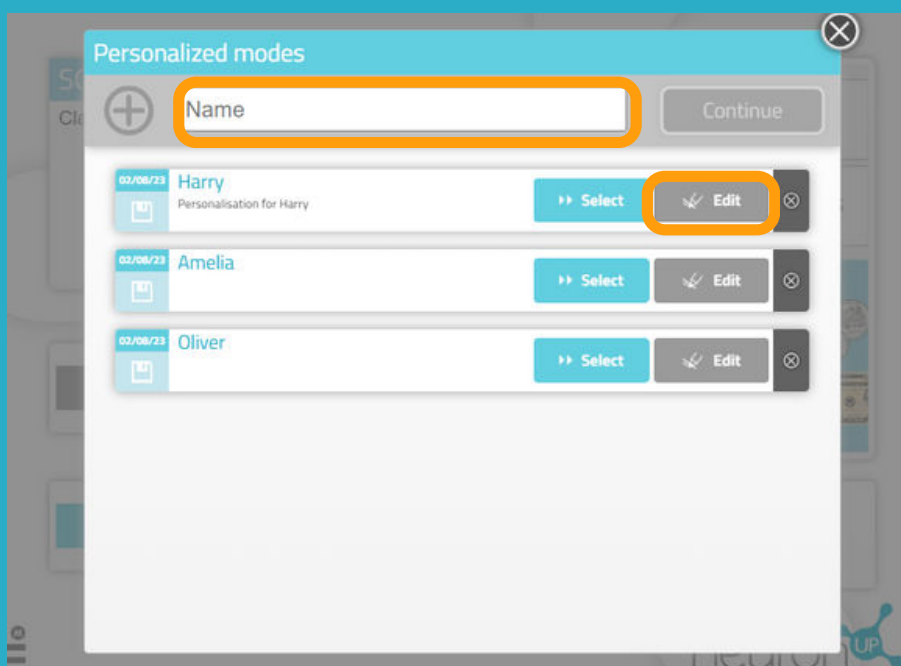 Personalized modes
Name
Continue
02/08/23
Harry
Personalisation for Harry
Select
Edit
02/08/23
Amelia
Select
Edit
02/08/23
Oliver
Select
Edit
UP